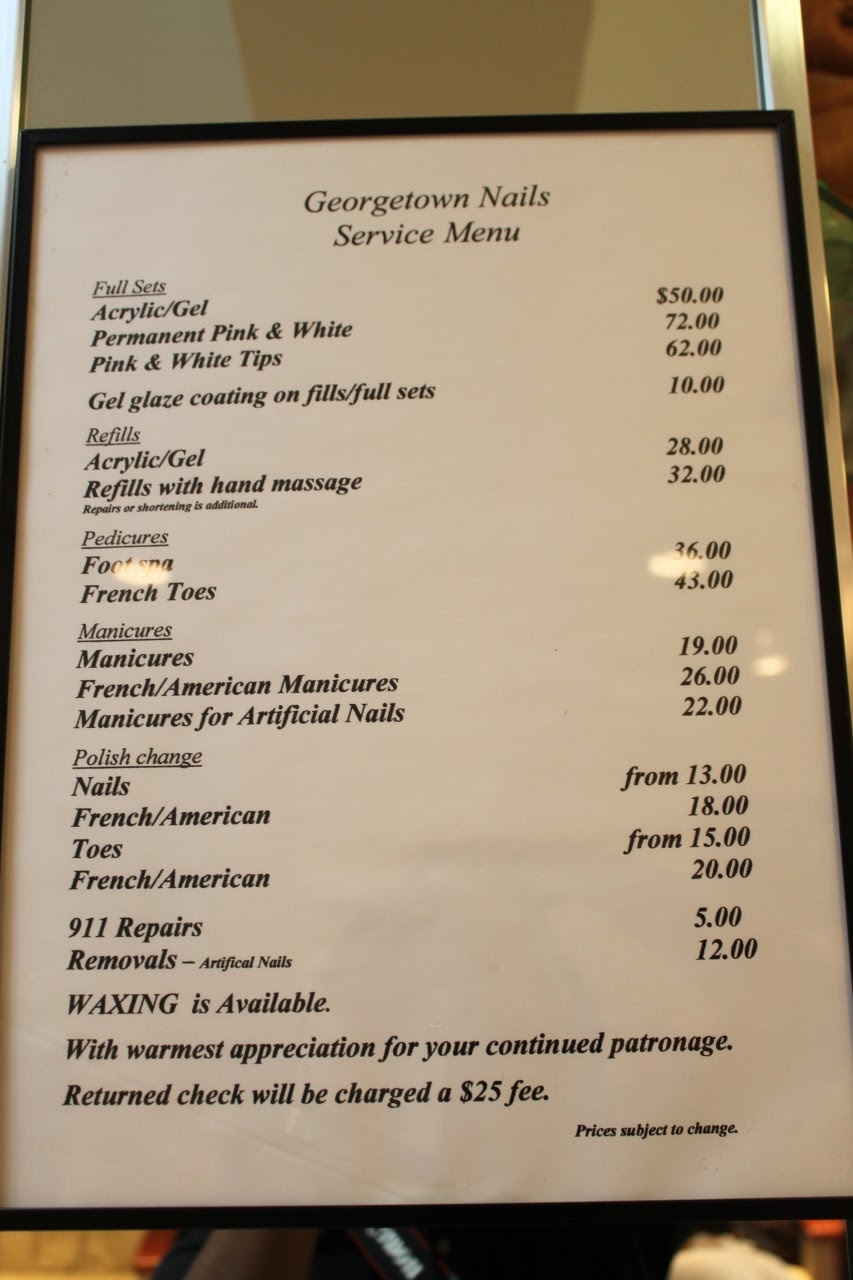 Georgetown Nails
Service Menu
Full Sets
Acrylic/Gel $50.00
Permanent Pink & White 72.00
Pink & White Tips 62.00
Gel glaze coating on fills/full sets 10.00
Refills
Acrylic/Gel 28.00
Refills with hand massage 32.00
Repairs or shortening is additional.
Pedicures
Foot spa 36.00
French Toes 43.00
Manicures
Manicures 19.00
French/American Manicures 26.00
Manicures for Artificial Nails 22.00
Polish change
Nails from 13.00
French/American 18.00
Toes from 15.00
French/American 20.00
911 Repairs 5.00
Removals – Artifical Nails 12.00
WAXING is Available.
With warmest appreciation for your continued patronage.
Returned check will be charged a $25 fee.
Prices subject to change.